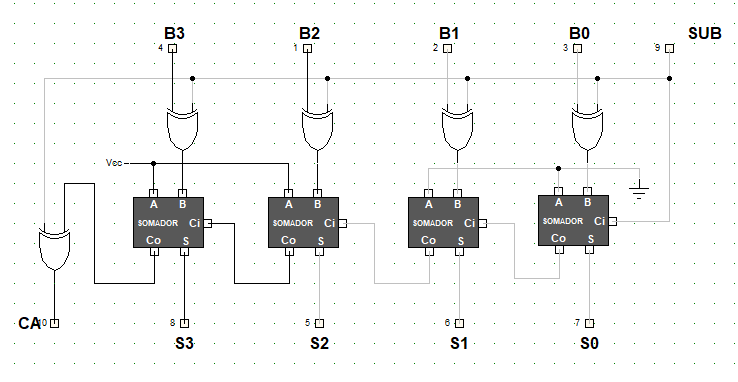 B3 B2 B1 B0 SUB
4 1 2 3 9
Vcc
A B A B A B A B
SOMADOR Ci SOMADOR Ci SOMADOR Ci SOMADOR Ci
Co S Co S Co S Co S
CA 10 8 5 6 7
S3 S2 S1 S0